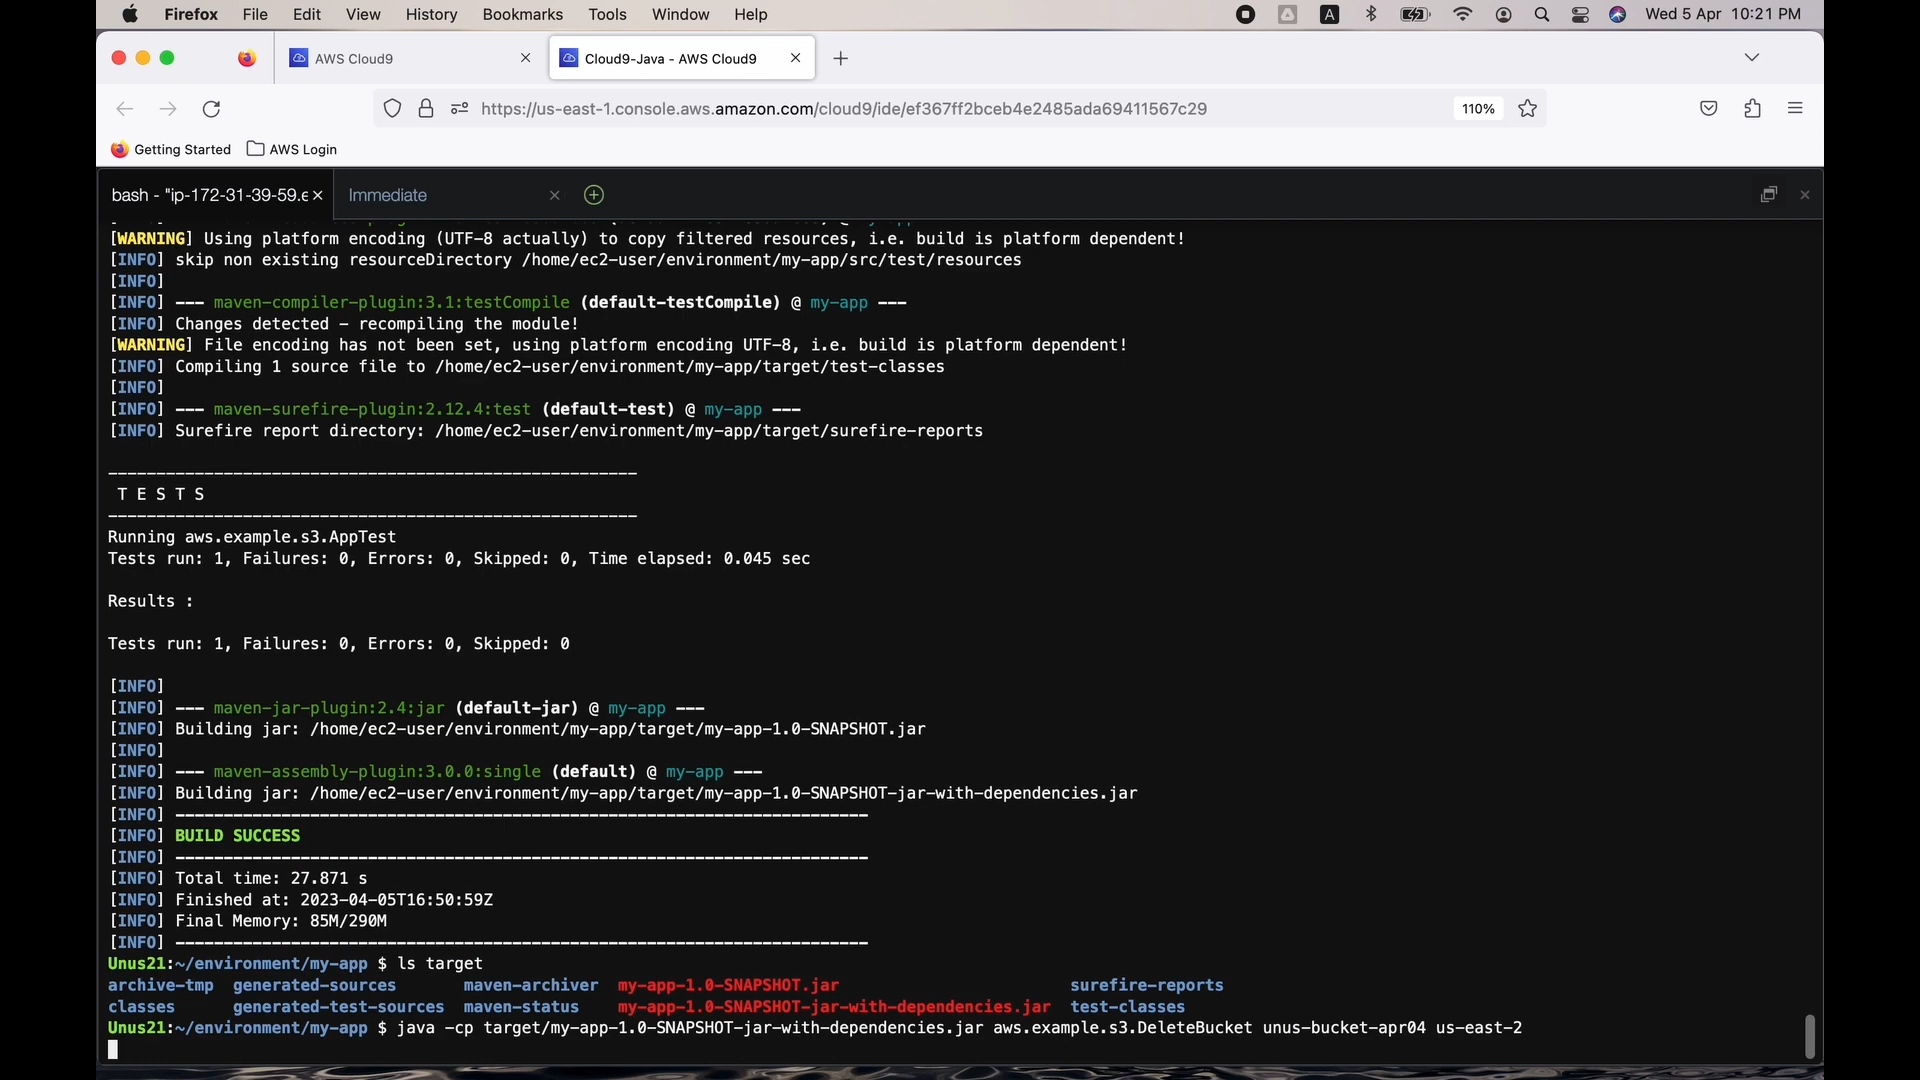 Firefox File Edit View History Bookmarks Tools Window Help A Wed 5 Apr 10:21 PM
AWS Cloud9 Cloud9-Java - AWS Cloud9
https://us-east-1.console.aws.amazon.com/cloud9/ide/ef367ff2bceb4e2485ada69411567c29 110%
Getting Started AWS Login
bash - "ip-172-31-39-59.e Immediate
[WARNING] Using platform encoding (UTF-8 actually) to copy filtered resources, i.e. build is platform dependent!
[INFO] skip non existing resourceDirectory /home/ec2-user/environment/my-app/src/test/resources
[INFO]
[INFO] --- maven-compiler-plugin:3.1:testCompile (default-testCompile) @ my-app ---
[INFO] Changes detected - recompiling the module!
[WARNING] File encoding has not been set, using platform encoding UTF-8, i.e. build is platform dependent!
[INFO] Compiling 1 source file to /home/ec2-user/environment/my-app/target/test-classes
[INFO]
[INFO] --- maven-surefire-plugin:2.12.4:test (default-test) @ my-app ---
[INFO] Surefire report directory: /home/ec2-user/environment/my-app/target/surefire-reports
-------------------------------------------------------
T E S T S
-------------------------------------------------------
Running aws.example.s3.AppTest
Tests run: 1, Failures: 0, Errors: 0, Skipped: 0, Time elapsed: 0.045 sec
Results :
Tests run: 1, Failures: 0, Errors: 0, Skipped: 0
[INFO]
[INFO] --- maven-jar-plugin:2.4:jar (default-jar) @ my-app ---
[INFO] Building jar: /home/ec2-user/environment/my-app/target/my-app-1.0-SNAPSHOT.jar
[INFO]
[INFO] --- maven-assembly-plugin:3.0.0:single (default) @ my-app ---
[INFO] Building jar: /home/ec2-user/environment/my-app/target/my-app-1.0-SNAPSHOT-jar-with-dependencies.jar
[INFO] ------------------------------------------------------------------------
[INFO] BUILD SUCCESS
[INFO] ------------------------------------------------------------------------
[INFO] Total time: 27.871 s
[INFO] Finished at: 2023-04-05T16:50:59Z
[INFO] Final Memory: 85M/290M
[INFO] ------------------------------------------------------------------------
Unus21:~/environment/my-app $ ls target
archive-tmp generated-sources maven-archiver my-app-1.0-SNAPSHOT.jar surefire-reports
classes generated-test-sources maven-status my-app-1.0-SNAPSHOT-jar-with-dependencies.jar test-classes
Unus21:~/environment/my-app $ java -cp target/my-app-1.0-SNAPSHOT-jar-with-dependencies.jar aws.example.s3.DeleteBucket unus-bucket-apr04 us-east-2